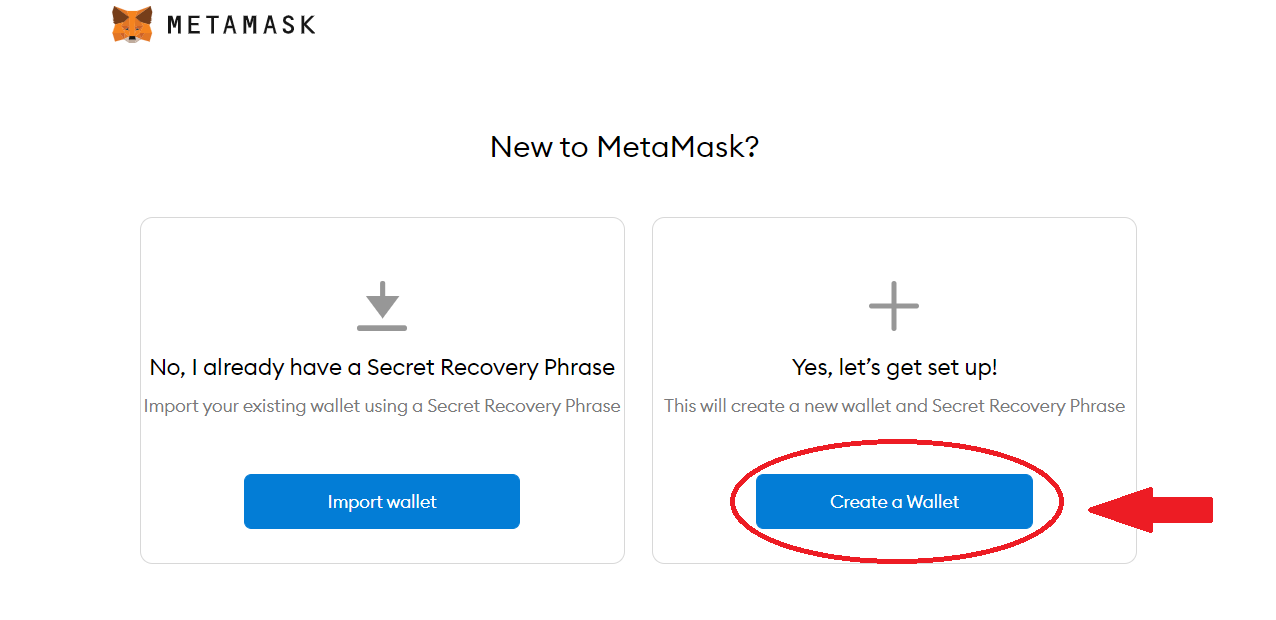 METAMASK
New to MetaMask?
No, I already have a Secret Recovery Phrase
Import your existing wallet using a Secret Recovery Phrase
Import wallet
Yes, let’s get set up!
This will create a new wallet and Secret Recovery Phrase
Create a Wallet